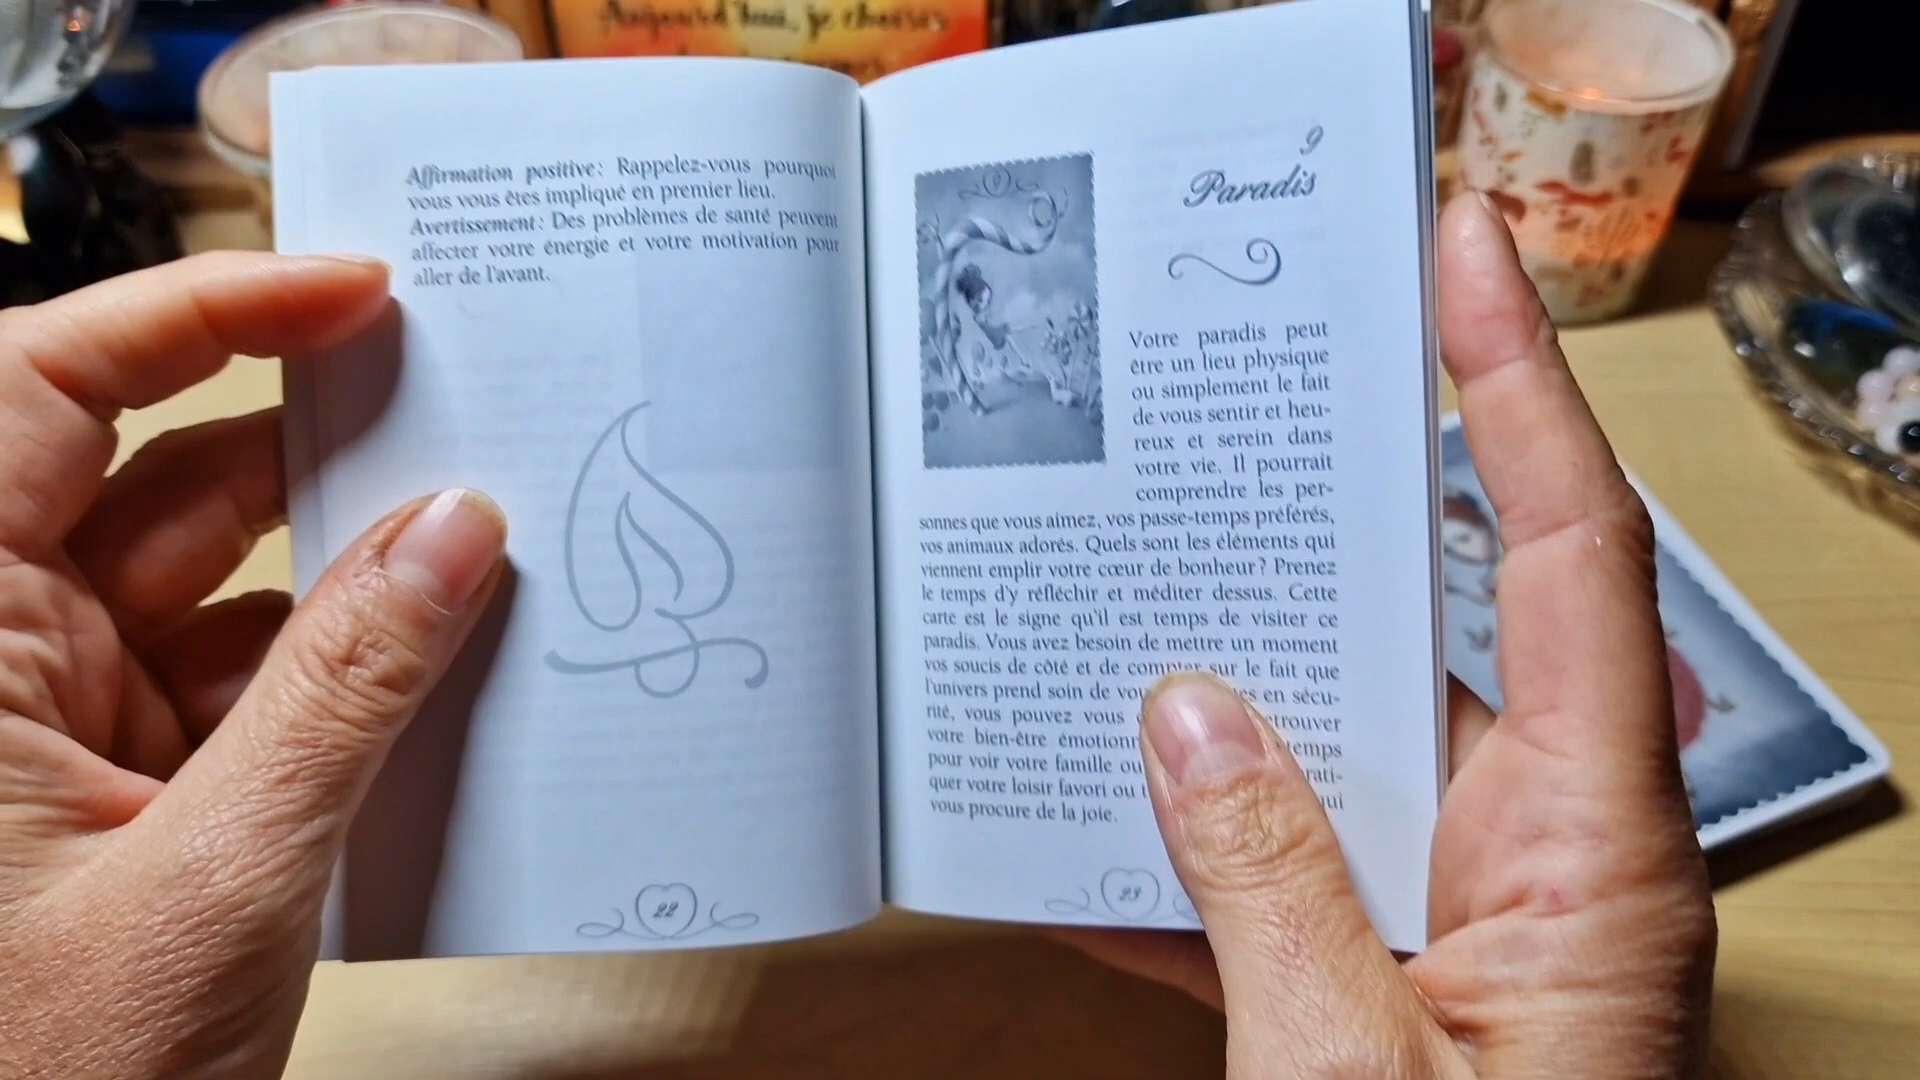 Aujourd'hui, je choisis
Affirmation positive : Rappelez-vous pourquoi
vous vous êtes impliqué en premier lieu.
Avertissement : Des problèmes de santé peuvent
affecter votre énergie et votre motivation pour
aller de l'avant.
22
9
Paradis
Votre paradis peut
être un lieu physique
ou simplement le fait
de vous sentir et heu-
reux et serein dans
votre vie. Il pourrait
comprendre les per-
sonnes que vous aimez, vos passe-temps préférés,
vos animaux adorés. Quels sont les éléments qui
viennent emplir votre cœur de bonheur ? Prenez
le temps d'y réfléchir et méditer dessus. Cette
carte est le signe qu'il est temps de visiter ce
paradis. Vous avez besoin de mettre un moment
vos soucis de côté et de compter sur le fait que
l'univers prend soin de en sécu-
rité, vous pouvez vous
votre bien-être temps
pour voir votre famille ou
quer votre loisir favori ou
vous procure de la joie.
23